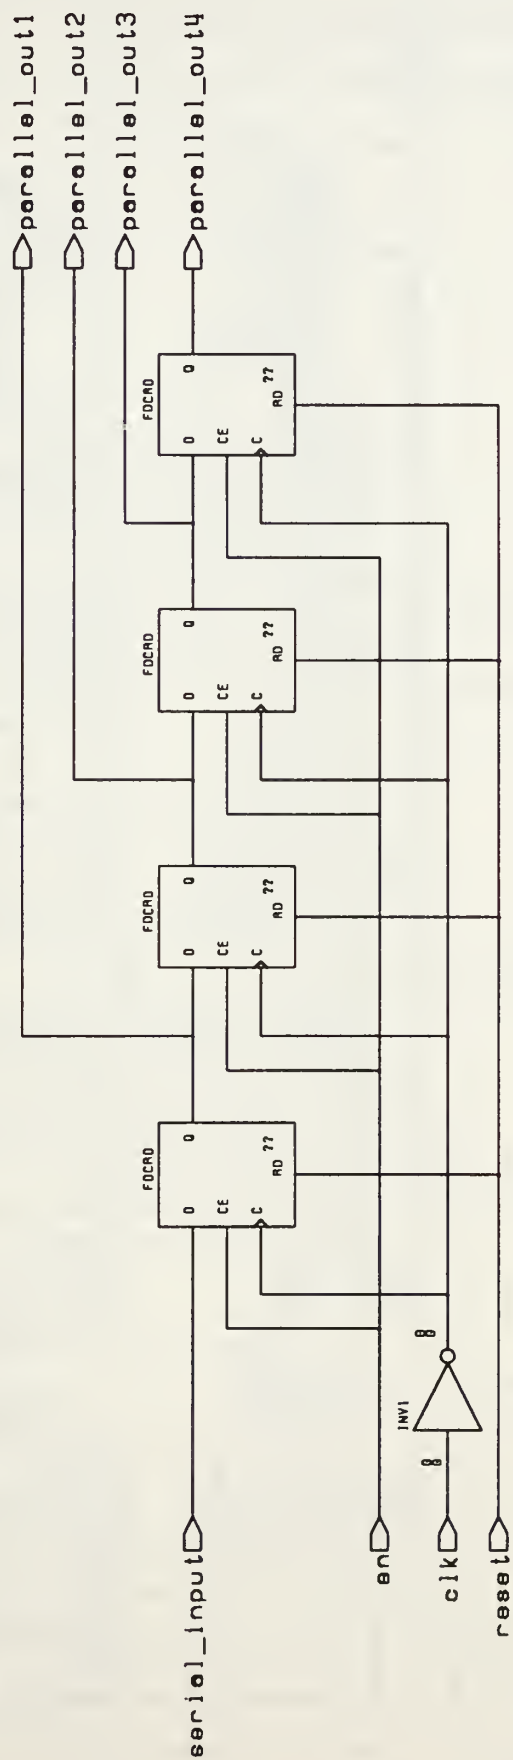 parallel_out1
parallel_out2
parallel_out3
parallel_out4
FDCRD
D
Q
CE
C
RD
??
FDCRD
D
Q
CE
C
RD
??
FDCRD
D
Q
CE
C
RD
??
FDCRD
D
Q
CE
C
RD
??
serial_input
en
clk
INV1
reset